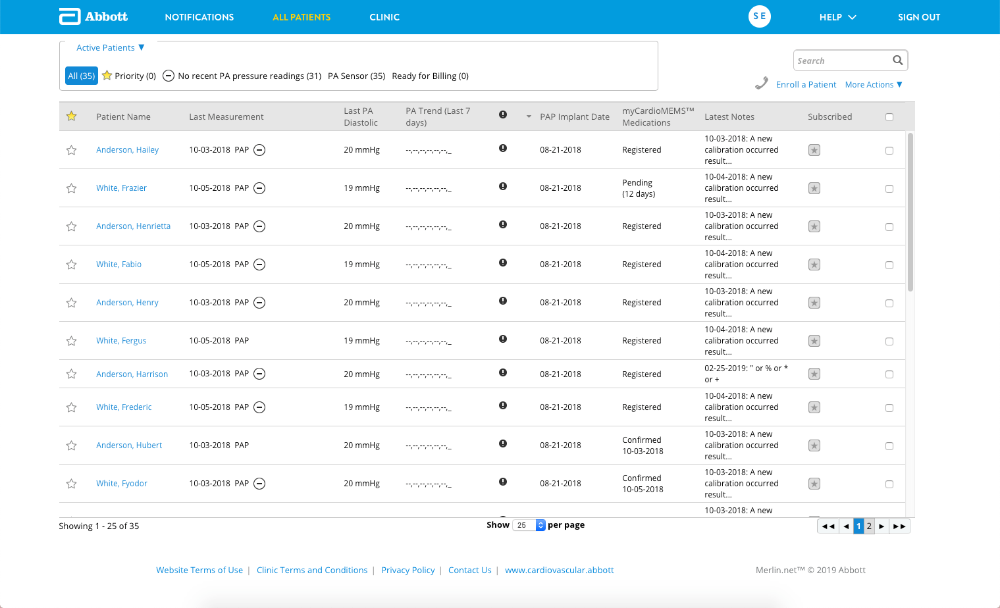 Abbott NOTIFICATIONS ALL PATIENTS CLINIC S E HELP SIGN OUT
Active Patients ▼
Search
All (35) Priority (0) No recent PA pressure readings (31) PA Sensor (35) Ready for Billing (0)
Enroll a Patient More Actions ▼
Patient Name Last Measurement Last PA Diastolic PA Trend (Last 7 days) PAP Implant Date myCardioMEMS™ Medications Latest Notes Subscribed
Anderson, Hailey 10-03-2018 PAP 20 mmHg --,--,--,--,--,--,_ 08-21-2018 Registered 10-03-2018: A new calibration occurred result...
White, Frazier 10-05-2018 PAP 19 mmHg --,--,--,--,--,--,_ 08-21-2018 Pending (12 days) 10-04-2018: A new calibration occurred result...
Anderson, Henrietta 10-03-2018 PAP 20 mmHg --,--,--,--,--,--,_ 08-21-2018 Registered 10-03-2018: A new calibration occurred result...
White, Fabio 10-05-2018 PAP 19 mmHg --,--,--,--,--,--,_ 08-21-2018 Registered 10-04-2018: A new calibration occurred result...
Anderson, Henry 10-03-2018 PAP 20 mmHg --,--,--,--,--,--,_ 08-21-2018 Registered 10-03-2018: A new calibration occurred result...
White, Fergus 10-05-2018 PAP 19 mmHg --,--,--,--,--,--,_ 08-21-2018 Registered 10-04-2018: A new calibration occurred result...
Anderson, Harrison 10-03-2018 PAP 20 mmHg --,--,--,--,--,--,_ 08-21-2018 Registered 02-25-2019: " or % or * or +
White, Frederic 10-05-2018 PAP 19 mmHg --,--,--,--,--,--,_ 08-21-2018 Registered 10-04-2018: A new calibration occurred result...
Anderson, Hubert 10-03-2018 PAP 20 mmHg --,--,--,--,--,--,_ 08-21-2018 Confirmed 10-03-2018 10-03-2018: A new calibration occurred result...
White, Fyodor 10-03-2018 PAP 20 mmHg --,--,--,--,--,--,_ 08-21-2018 Confirmed 10-05-2018 10-03-2018: A new calibration occurred result...
10-03-2018: A new
Showing 1 - 25 of 35 Show 25 per page 1 2
Website Terms of Use | Clinic Terms and Conditions | Privacy Policy | Contact Us | www.cardiovascular.abbott Merlin.net™ © 2019 Abbott